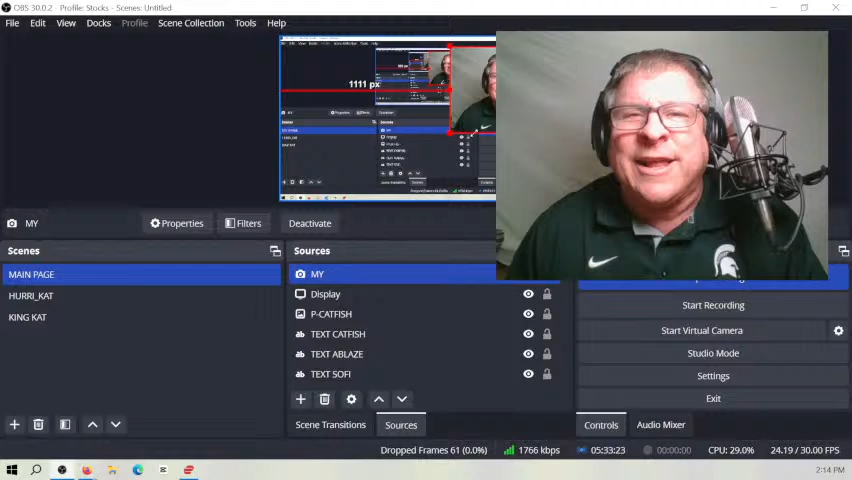 OBS 30.0.2 - Profile: Stocks - Scenes: Untitled
File Edit View Docks Profile Scene Collection Tools Help
1111 px
MY Properties Filters Deactivate
Scenes Sources
MAIN PAGE
HURRI_KAT
KING KAT
MY
Display
P-CATFISH
TEXT CATFISH
TEXT ABLAZE
TEXT SOFI
Start Recording
Start Virtual Camera
Studio Mode
Settings
Exit
Scene Transitions Sources Controls Audio Mixer
Dropped Frames 61 (0.0%) 1766 kbps 05:33:23 00:00:00 CPU: 29.0% 24.19 / 30.00 FPS
2:14 PM